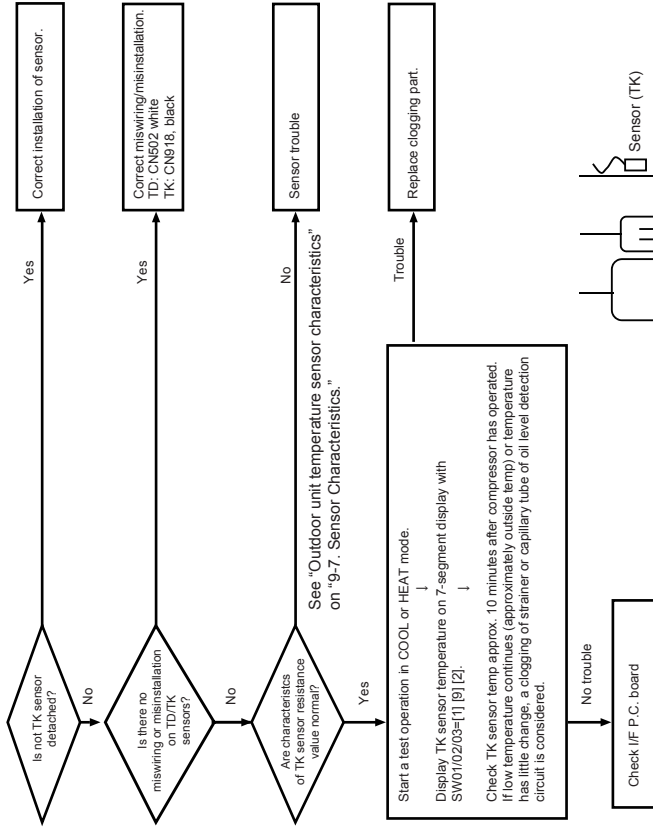 Is not TK sensor
detached?
Yes
Correct installation of sensor.
No
Is there no
miswiring or misinstallation
on TD/TK
sensors?
Yes
Correct miswiring/misinstallation.
TD: CN502 white
TK: CN918, black
No
Are characteristcs
of TK sensor resistance
value normal?
No
Sensor trouble
See “Outdoor unit temperature sensor characteristics”
on “9-7. Sensor Characteristics.”
Yes
Start a test operation in COOL or HEAT mode.
↓
Display TK sensor temperature on 7-segment display with
SW01/02/03=[1] [9] [2].
↓
Check TK sensor temp approx. 10 minutes after compressor has operated.
If low temperature continues (approximately outside temp) or temperature
has little change, a clogging of strainer or capillary tube of oil level detection
circuit is considered.
Trouble
Replace clogging part.
No trouble
Check I/F P.C. board
Sensor (TK)